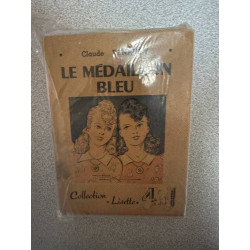 Claude
LE MÉDAILLON
BLEU
Collection
"Lisette"